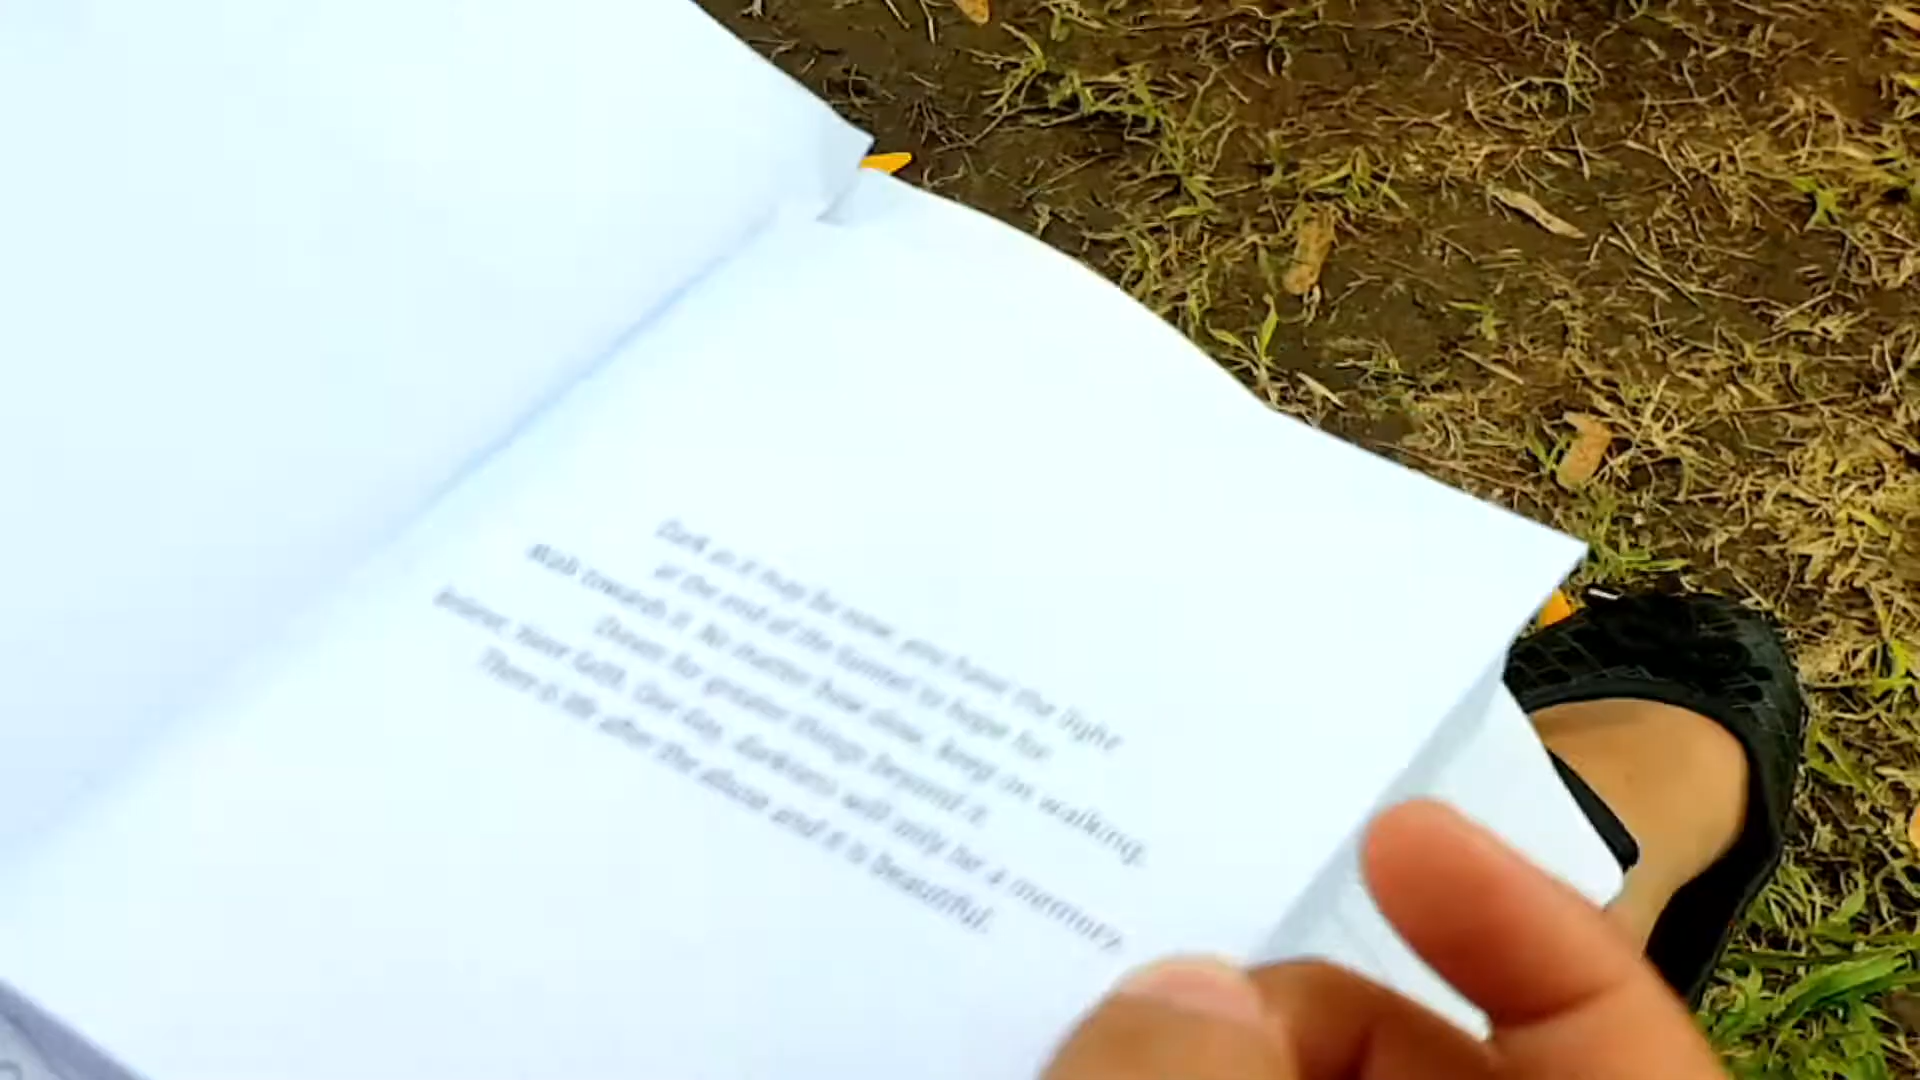 Dark as it may be now, you have the light
at the end of the tunnel to hope for.
Walk towards it. No matter how slow, keep on walking.
Dream for greater things beyond it.
Believe, have faith. One day, darkness will only be a memory.
There is life after the abuse and it is beautiful.